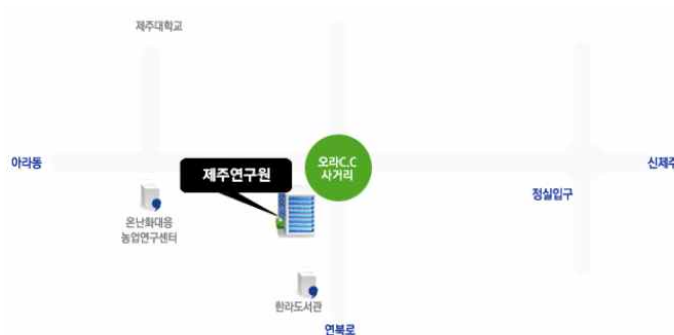 제주대학교
아라동
제주연구원
오라C.C
사거리
신제주
정실입구
온난화대응
농업연구센터
한라도서관
연북로